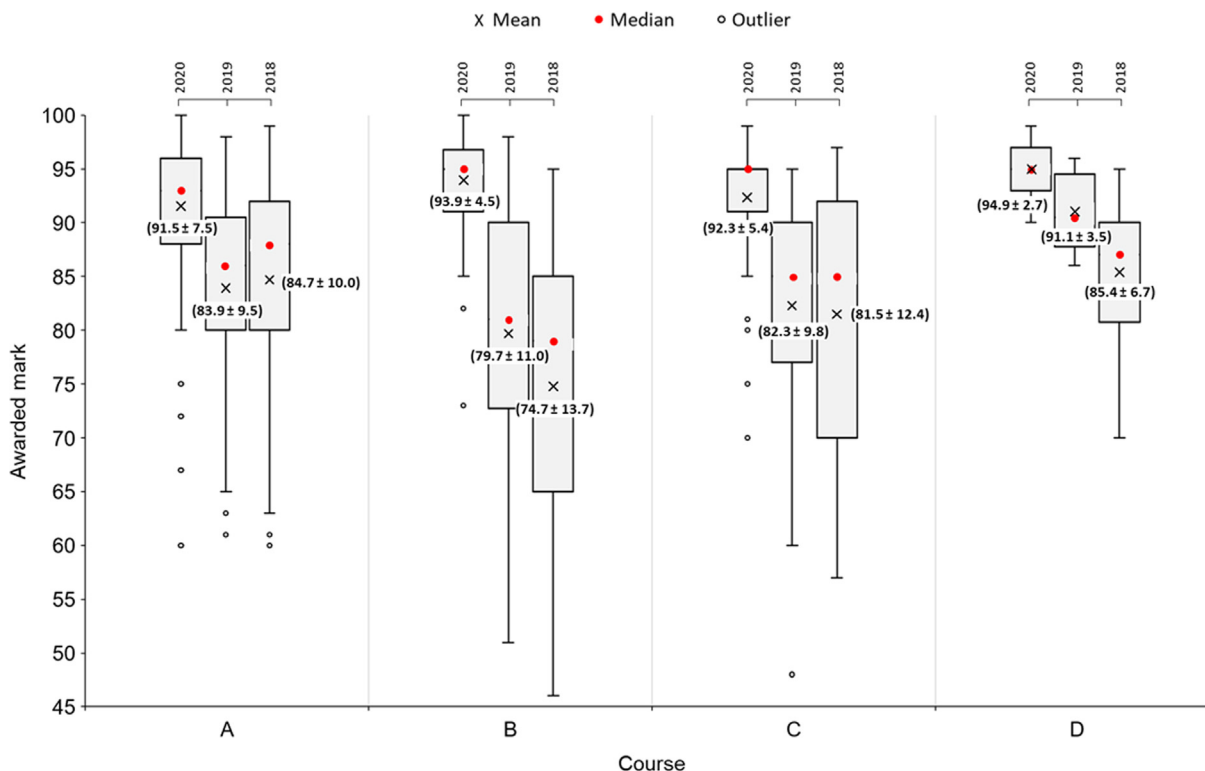 x Mean Median Outlier
2020 2019 2018 2020 2019 2018 2020 2019 2018 2020 2019 2018
Awarded mark
100
95
90
85
80
75
70
65
60
55
50
45
(91.5 ± 7.5)
(83.9 ± 9.5)
(84.7 ± 10.0)
(93.9 ± 4.5)
(79.7 ± 11.0)
(74.7 ± 13.7)
(92.3 ± 5.4)
(82.3 ± 9.8)
(81.5 ± 12.4)
(94.9 ± 2.7)
(91.1 ± 3.5)
(85.4 ± 6.7)
A B C D
Course